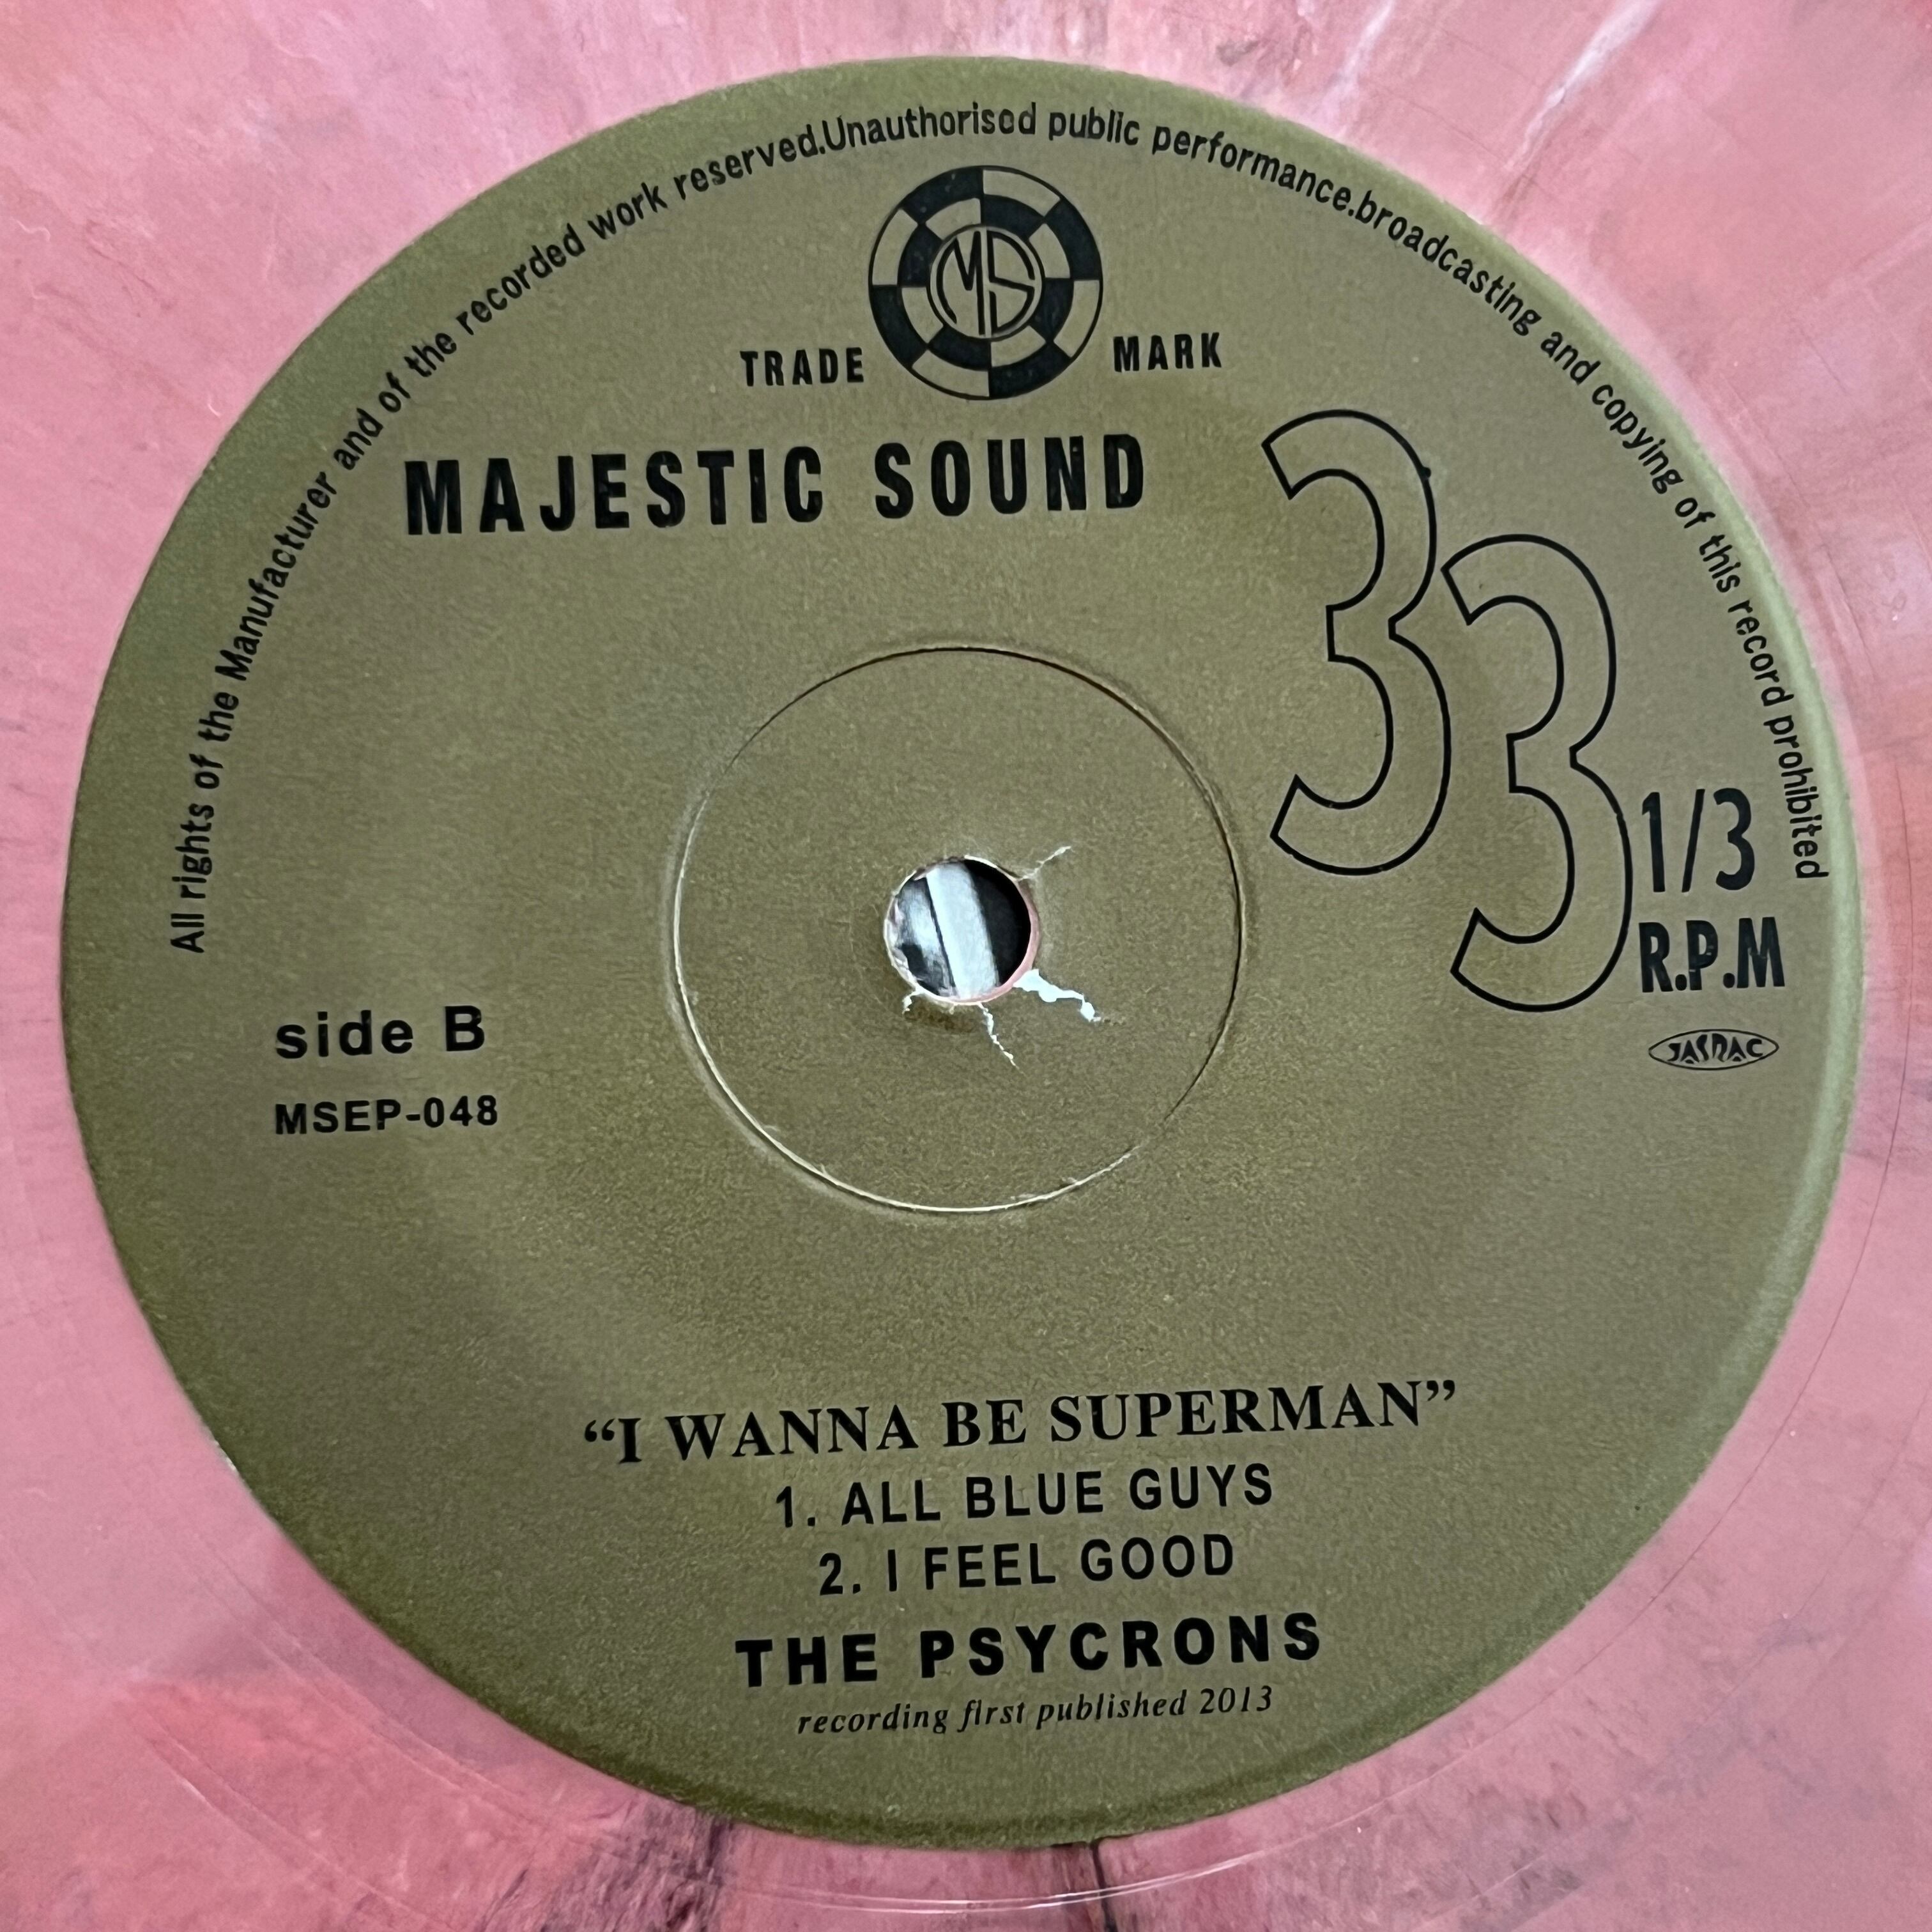 All rights of the Manufacturer and of the recorded work reserved.Unauthorised public performance.broadcasting and copying of this record prohibited
MS
TRADE MARK
MAJESTIC SOUND
33 1/3
R.P.M
JASRAC
side B
MSEP-048
“I WANNA BE SUPERMAN”
1. ALL BLUE GUYS
2. I FEEL GOOD
THE PSYCRONS
recording first published 2013